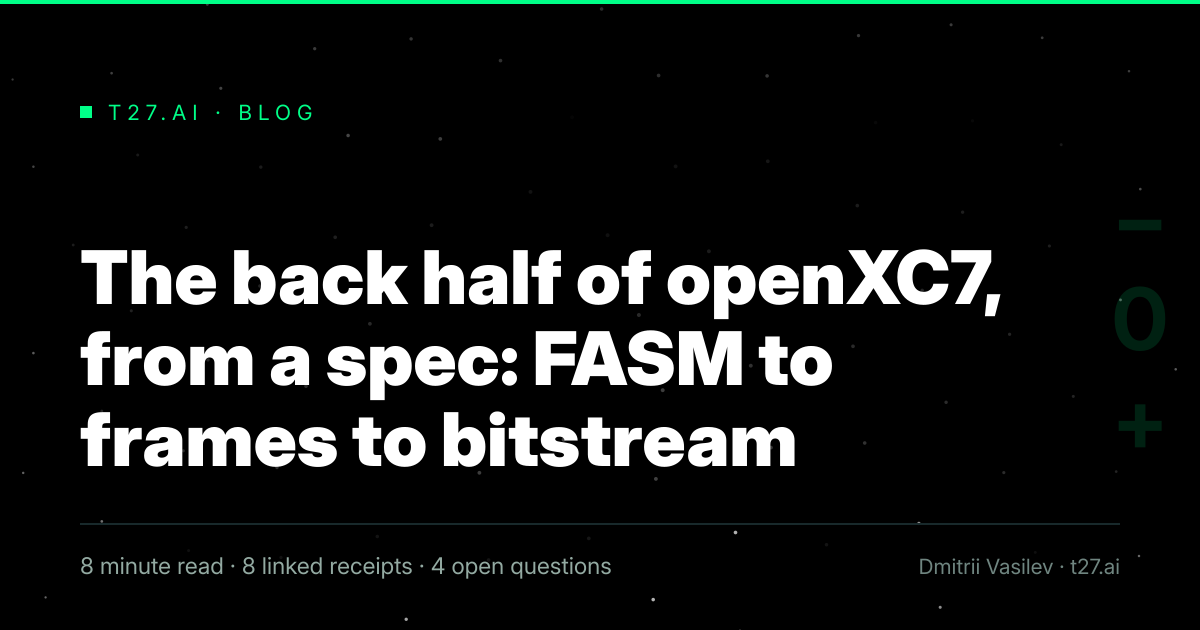 T27.AI · BLOG
The back half of openXC7,
from a spec: FASM to
frames to bitstream
−
0
+
8 minute read · 8 linked receipts · 4 open questions
Dmitrii Vasilev · t27.ai